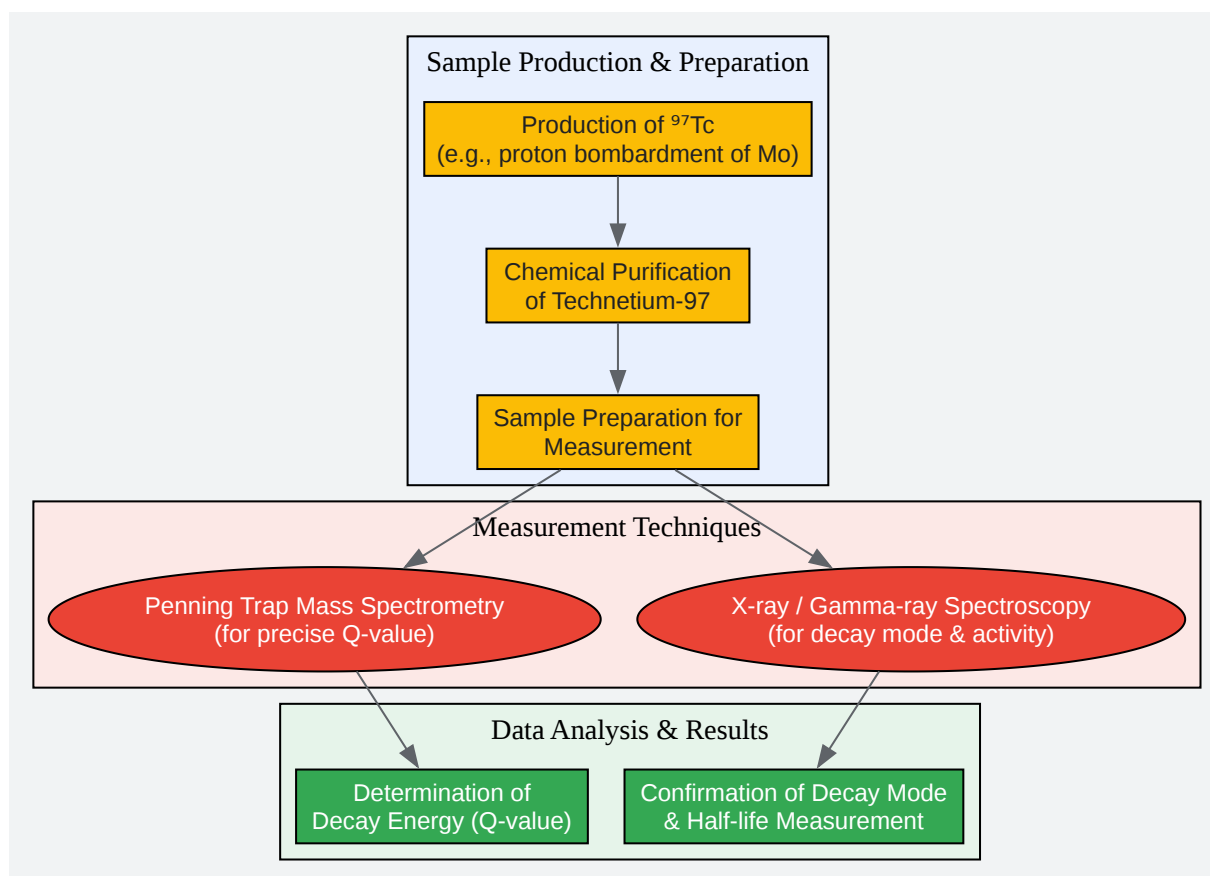 Sample Production & Preparation
Production of ⁹⁷Tc
(e.g., proton bombardment of Mo)
Chemical Purification
of Technetium-97
Sample Preparation for
Measurement
Measurement Techniques
Penning Trap Mass Spectrometry
(for precise Q-value)
X-ray / Gamma-ray Spectroscopy
(for decay mode & activity)
Data Analysis & Results
Determination of
Decay Energy (Q-value)
Confirmation of Decay Mode
& Half-life Measurement